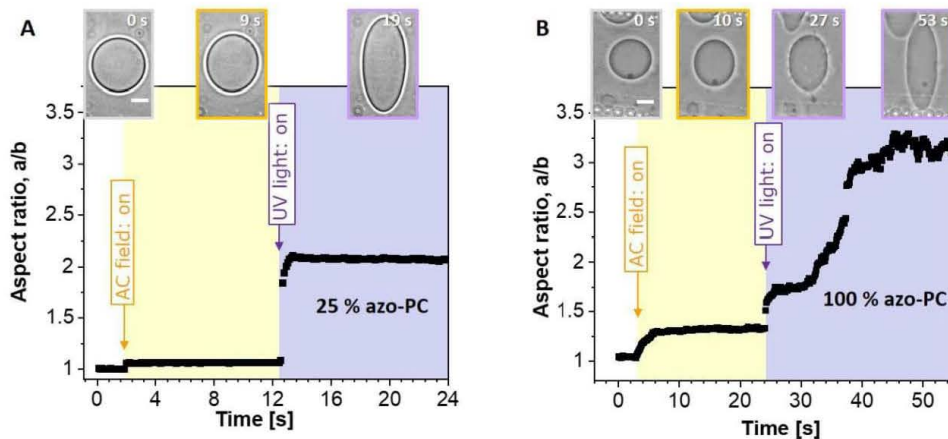 A
0 s
9 s
19 s
Aspect ratio, a/b
3.5
3
2.5
2
1.5
1
AC field: on
UV light: on
25 % azo-PC
0 4 8 12 16 20 24
Time [s]
B
0 s
10 s
27 s
53 s
Aspect ratio, a/b
3.5
3
2.5
2
1.5
1
AC field: on
UV light: on
100 % azo-PC
0 10 20 30 40 50
Time [s]